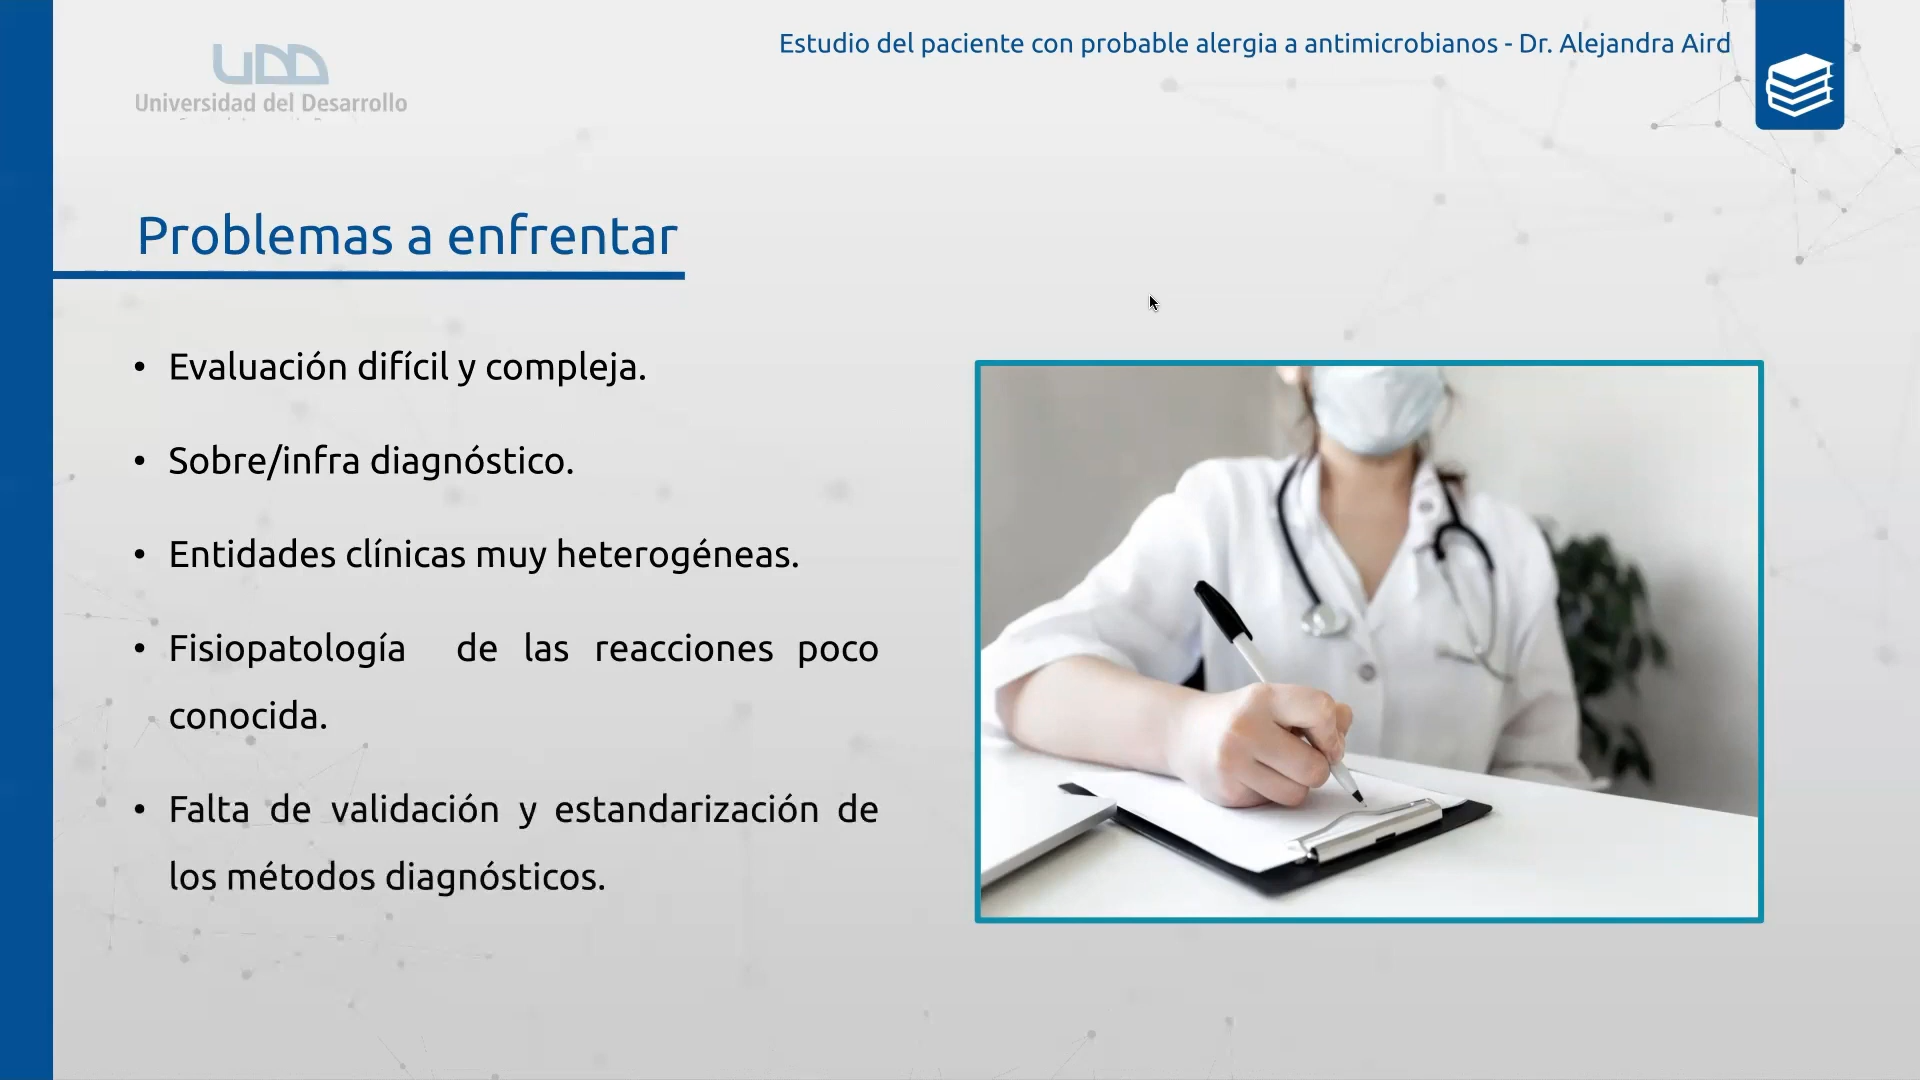 Estudio del paciente con probable alergia a antimicrobianos - Dr. Alejandra Aird
UDD
Universidad del Desarrollo
Problemas a enfrentar
• Evaluación difícil y compleja.
• Sobre/infra diagnóstico.
• Entidades clínicas muy heterogéneas.
• Fisiopatología de las reacciones poco
conocida.
• Falta de validación y estandarización de
los métodos diagnósticos.